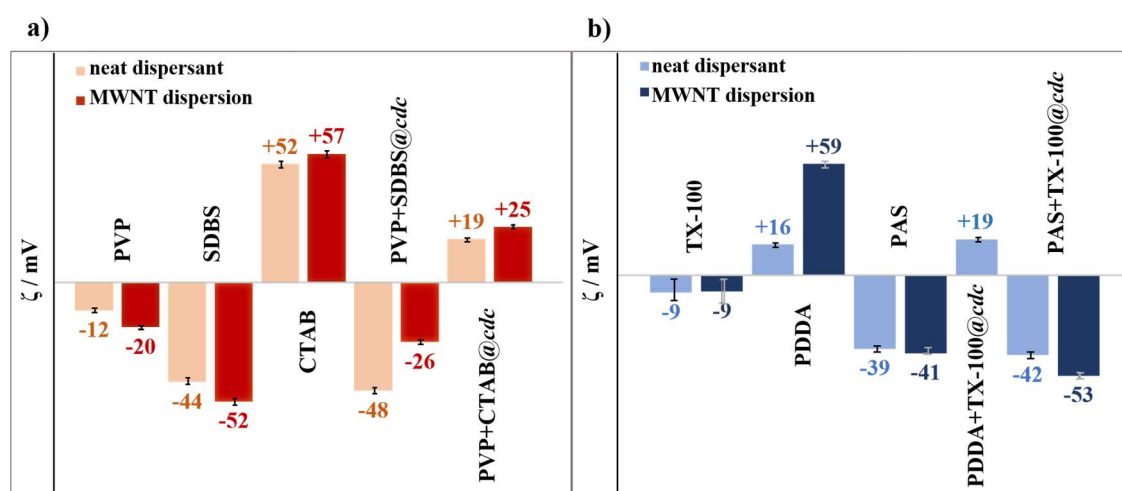 a)
neat dispersant
MWNT dispersion
ζ / mV
PVP
SDBS
CTAB
PVP+SDBS@cdc
PVP+CTAB@cdc
-12
-20
-44
-52
+52
+57
-48
-26
+19
+25
b)
neat dispersant
MWNT dispersion
ζ / mV
TX-100
PDDA
PAS
PDDA+TX-100@cdc
PAS+TX-100@cdc
-9
-9
+16
+59
-39
-41
+19
-42
-53